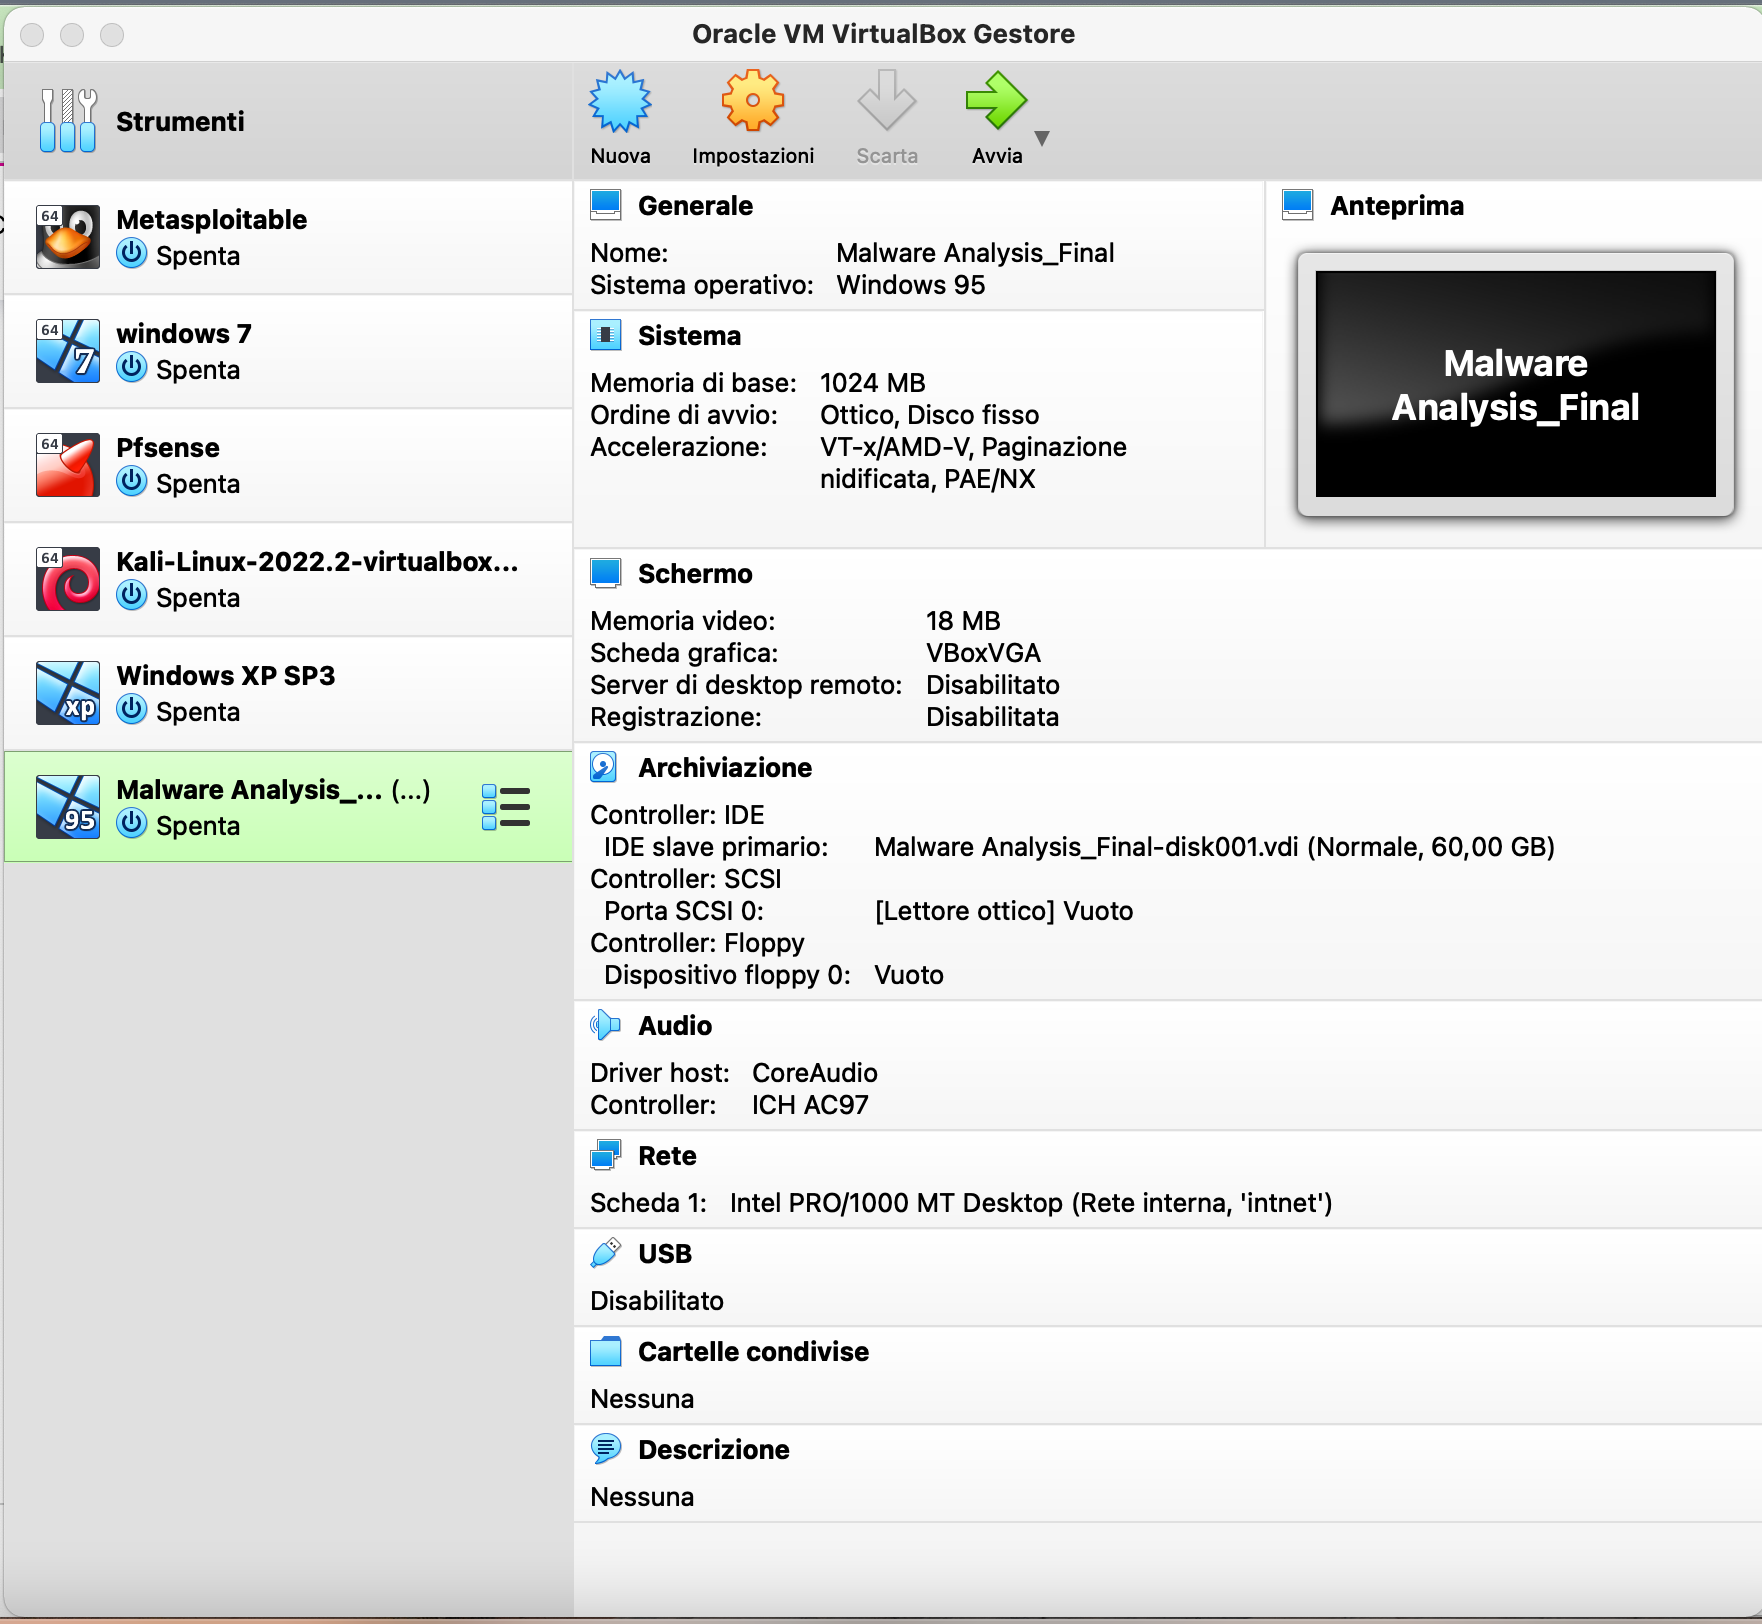 Oracle VM VirtualBox Gestore
Strumenti
Nuova
Impostazioni
Scarta
Avvia
64
Metasploitable
Spenta
64
7
windows 7
Spenta
64
Pfsense
Spenta
64
Kali-Linux-2022.2-virtualbox...
Spenta
xp
Windows XP SP3
Spenta
95
Malware Analysis_... (...)
Spenta
Generale
Nome: Malware Analysis_Final
Sistema operativo: Windows 95
Anteprima
Malware
Analysis_Final
Sistema
Memoria di base: 1024 MB
Ordine di avvio: Ottico, Disco fisso
Accelerazione: VT-x/AMD-V, Paginazione
nidificata, PAE/NX
Schermo
Memoria video: 18 MB
Scheda grafica: VBoxVGA
Server di desktop remoto: Disabilitato
Registrazione: Disabilitata
Archiviazione
Controller: IDE
IDE slave primario: Malware Analysis_Final-disk001.vdi (Normale, 60,00 GB)
Controller: SCSI
Porta SCSI 0: [Lettore ottico] Vuoto
Controller: Floppy
Dispositivo floppy 0: Vuoto
Audio
Driver host: CoreAudio
Controller: ICH AC97
Rete
Scheda 1: Intel PRO/1000 MT Desktop (Rete interna, 'intnet')
USB
Disabilitato
Cartelle condivise
Nessuna
Descrizione
Nessuna